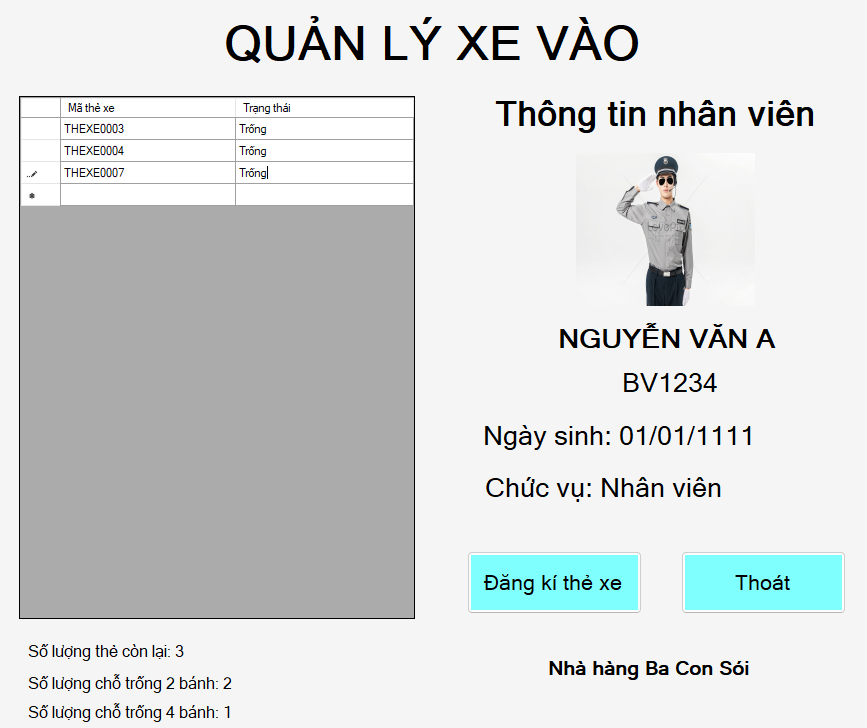 QUẢN LÝ XE VÀO
Mã thẻ xe Trạng thái
THEXE0003 Trống
THEXE0004 Trống
THEXE0007 Trống
Số lượng thẻ còn lại: 3
Số lượng chỗ trống 2 bánh: 2
Số lượng chỗ trống 4 bánh: 1
Thông tin nhân viên
NGUYỄN VĂN A
BV1234
Ngày sinh: 01/01/1111
Chức vụ: Nhân viên
Đăng kí thẻ xe Thoát
Nhà hàng Ba Con Sói